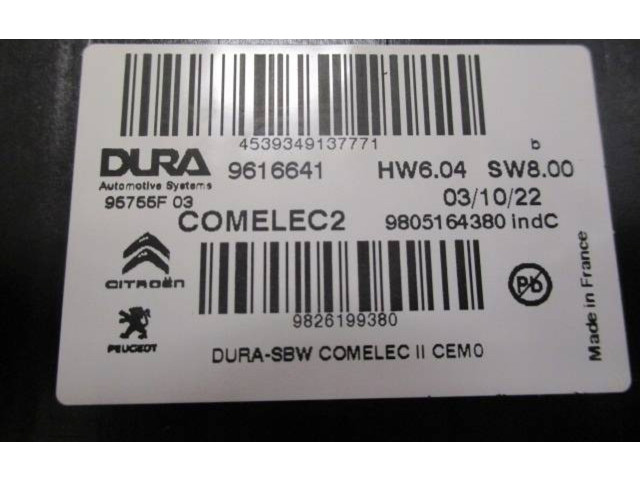 4539349137771
b
DURA 9616641 HW6.04 SW8.00
Automotive Systems
95755F 03 03/10/22
COMELEC2 9805164380 indC
CITROËN
Pb
9826199380
PEUGEOT
DURA-SBW COMELEC II CEM0
Made in France